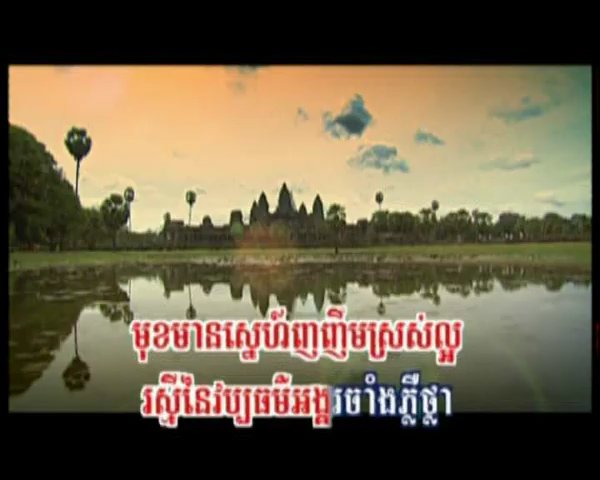 មុខមានស្នេហ៍ញញឹមស្រស់ល្អ
រស្មីនៃវប្បធម៌អង្គរចាំងភ្លឺថ្លា